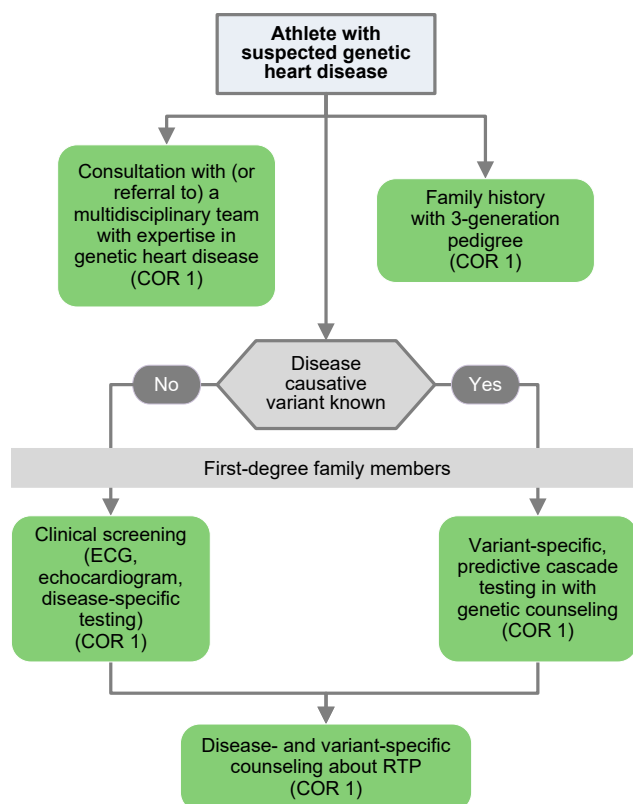 Athlete with
suspected genetic
heart disease
Consultation with (or
referral to) a
multidisciplinary team
with expertise in
genetic heart disease
(COR 1)
Family history
with 3-generation
pedigree
(COR 1)
Disease
causative
variant known
No
Yes
First-degree family members
Clinical screening
(ECG,
echocardiogram,
disease-specific
testing)
(COR 1)
Variant-specific,
predictive cascade
testing in with
genetic counseling
(COR 1)
Disease- and variant-specific
counseling about RTP
(COR 1)